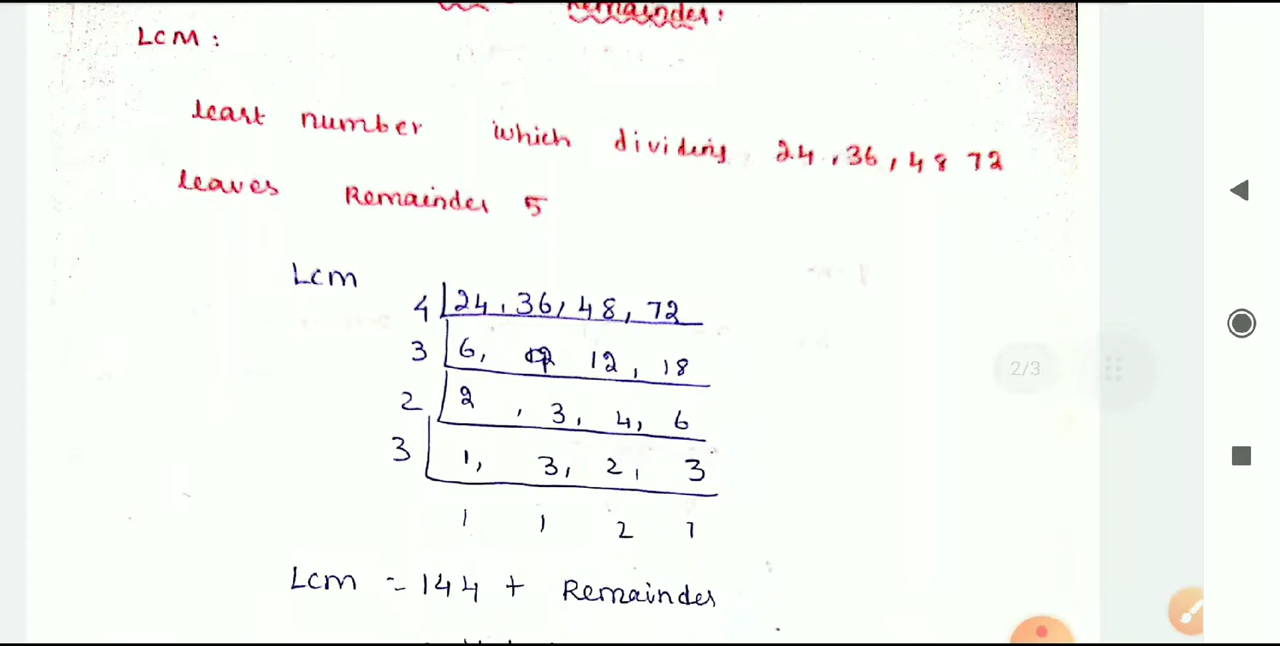 Remainder:
LCM :
least number which dividing 24, 36, 48 72
leaves Remainder 5
Lcm
4 24, 36, 48, 72
3 6, 12, 18
2 2, 3, 4, 6
3 1, 3, 2, 3
1 1 2 1
2/3
Lcm = 144 + Remainder